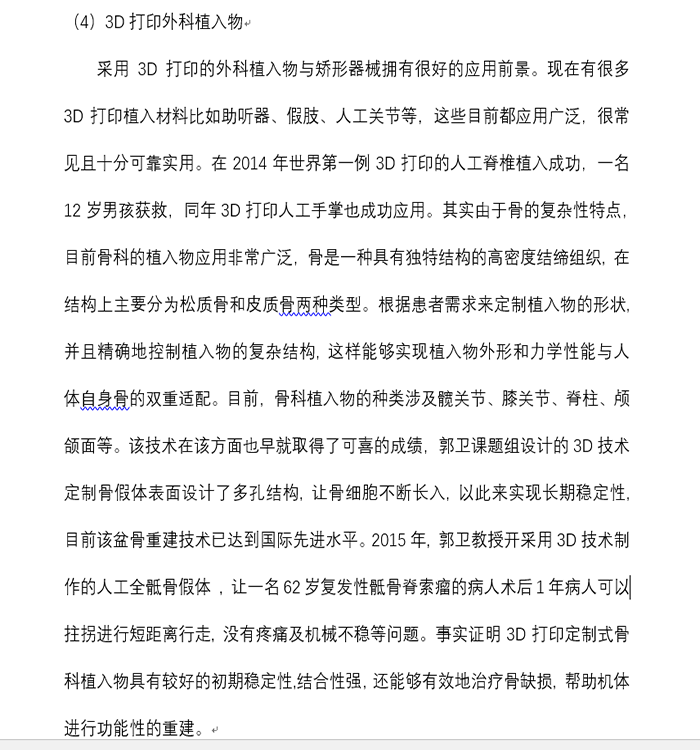 （4）3D 打印外科植入物
采用 3D 打印的外科植入物与矫形器械拥有很好的应用前景。现在有很多
3D 打印植入材料比如助听器、假肢、人工关节等，这些目前都应用广泛，很常
见且十分可靠实用。在 2014 年世界第一例 3D 打印的人工脊椎植入成功，一名
12 岁男孩获救，同年 3D 打印人工手掌也成功应用。其实由于骨的复杂性特点，
目前骨科的植入物应用非常广泛，骨是一种具有独特结构的高密度结缔组织，在
结构上主要分为松质骨和皮质骨两种类型。根据患者需求来定制植入物的形状，
并且精确地控制植入物的复杂结构，这样能够实现植入物外形和力学性能与人
体自身骨的双重适配。目前，骨科植入物的种类涉及髋关节、膝关节、脊柱、颅
颌面等。该技术在该方面也早就取得了可喜的成绩，郭卫课题组设计的 3D 技术
定制骨假体表面设计了多孔结构，让骨细胞不断长入，以此来实现长期稳定性，
目前该盆骨重建技术已达到国际先进水平。2015 年，郭卫教授开采用 3D 技术制
作的人工全骶骨假体 ，让一名 62 岁复发性骶骨脊索瘤的病人术后 1 年病人可以
拄拐进行短距离行走，没有疼痛及机械不稳等问题。事实证明 3D 打印定制式骨
科植入物具有较好的初期稳定性,结合性强，还能够有效地治疗骨缺损，帮助机体
进行功能性的重建。